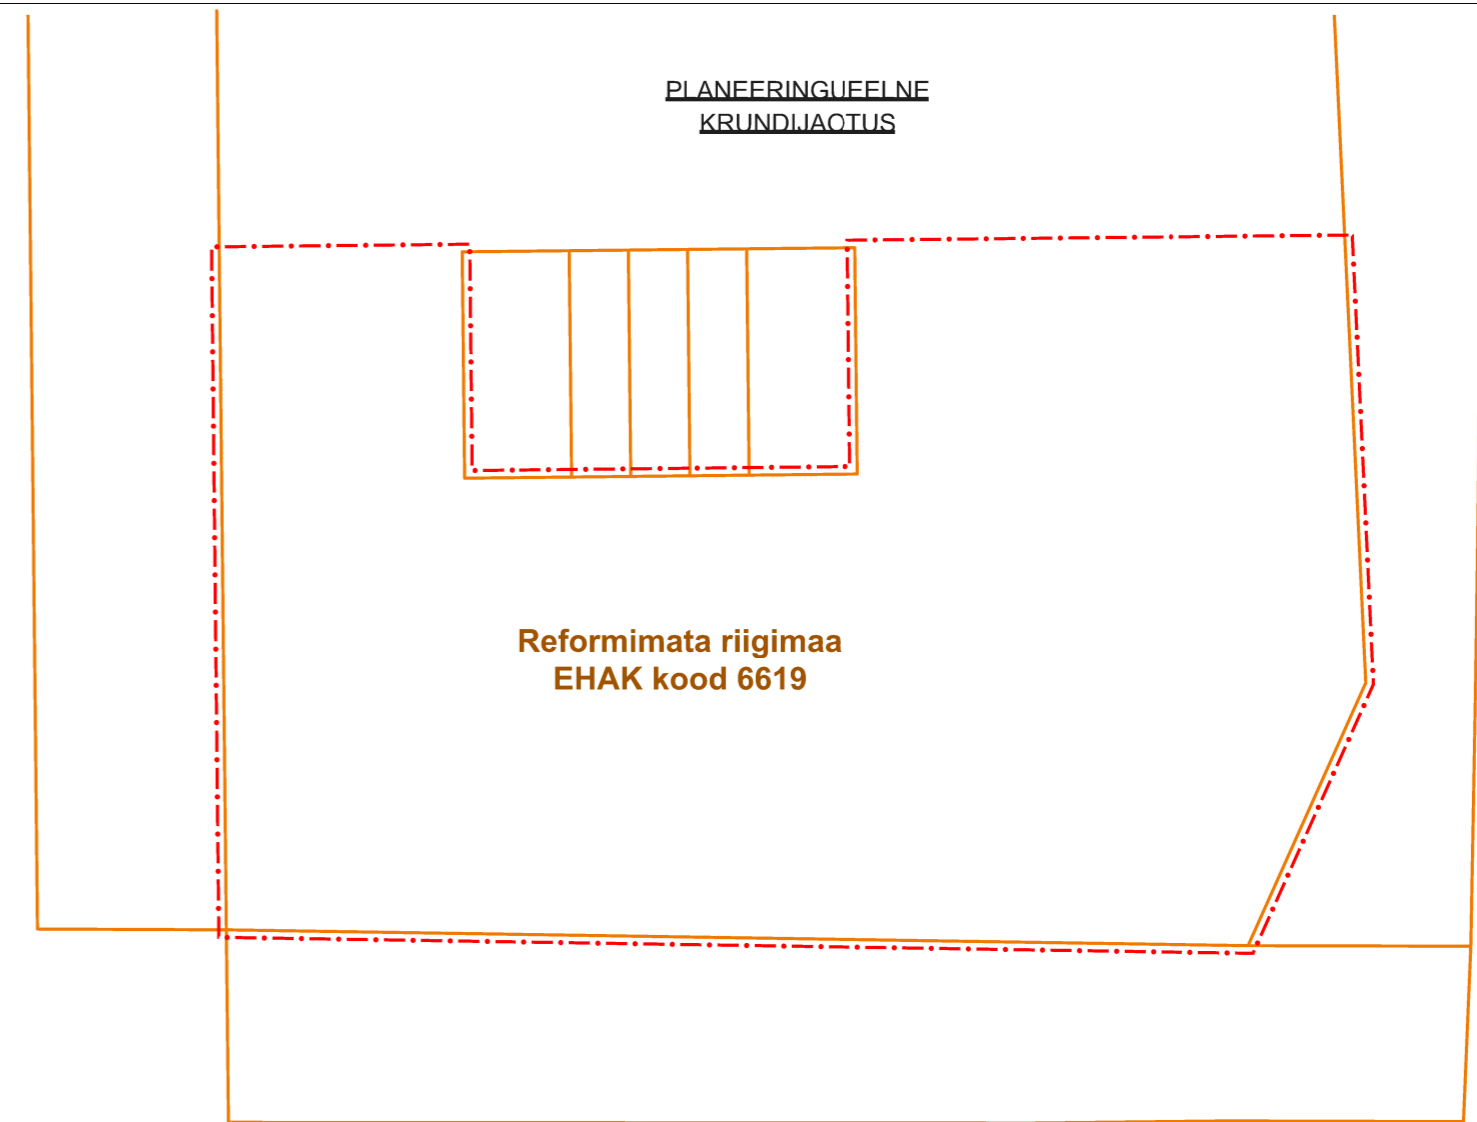 PLANEERINGUEELNE
KRUNDIJAOTUS
Reformimata riigimaa
EHAK kood 6619